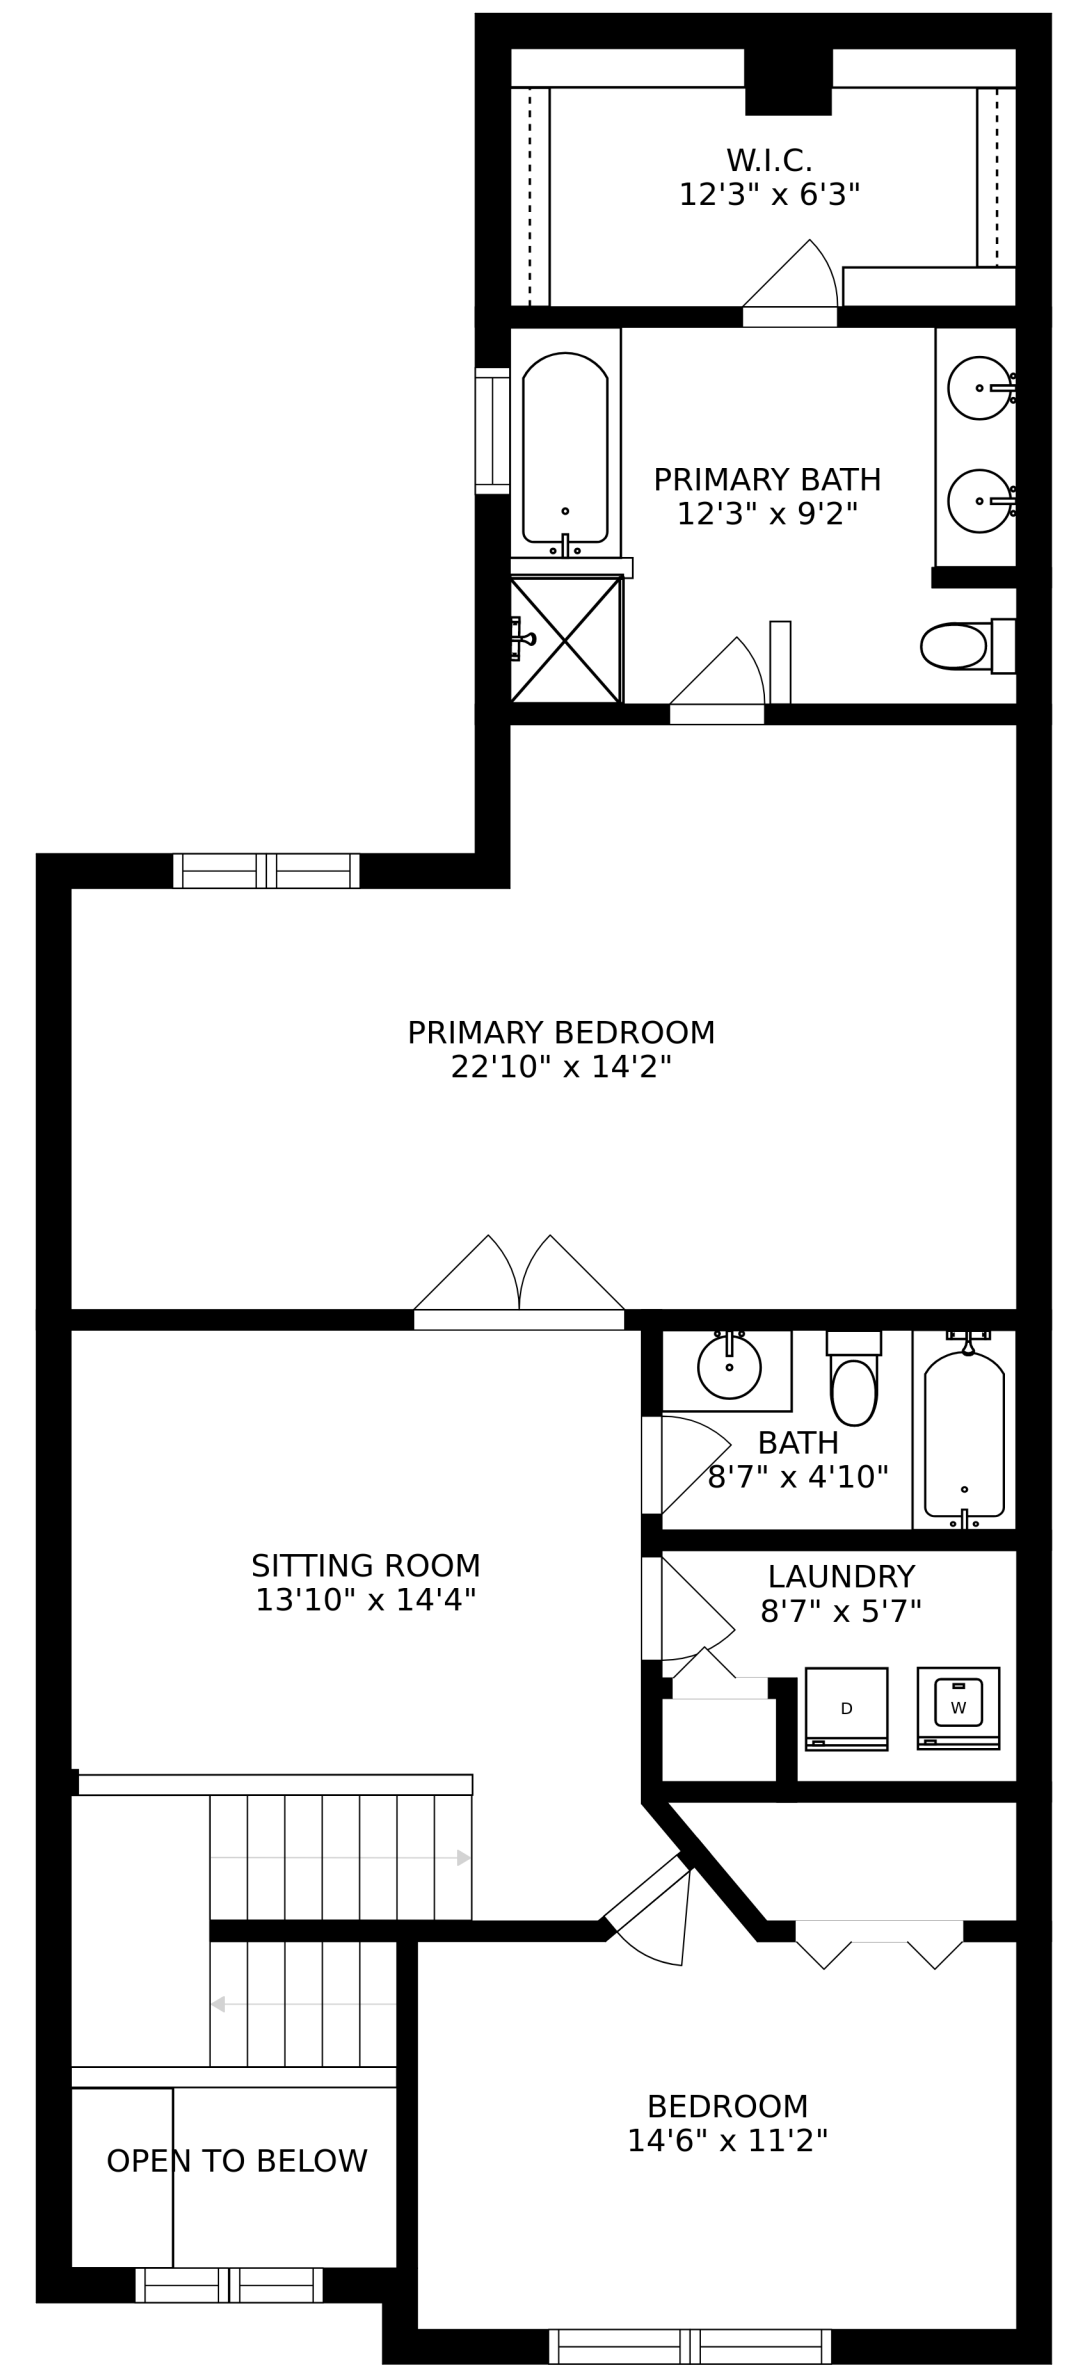 W.I.C.
12'3" x 6'3"
PRIMARY BATH
12'3" x 9'2"
PRIMARY BEDROOM
22'10" x 14'2"
BATH
8'7" x 4'10"
SITTING ROOM
13'10" x 14'4"
LAUNDRY
8'7" x 5'7"
D
W
BEDROOM
14'6" x 11'2"
OPEN TO BELOW